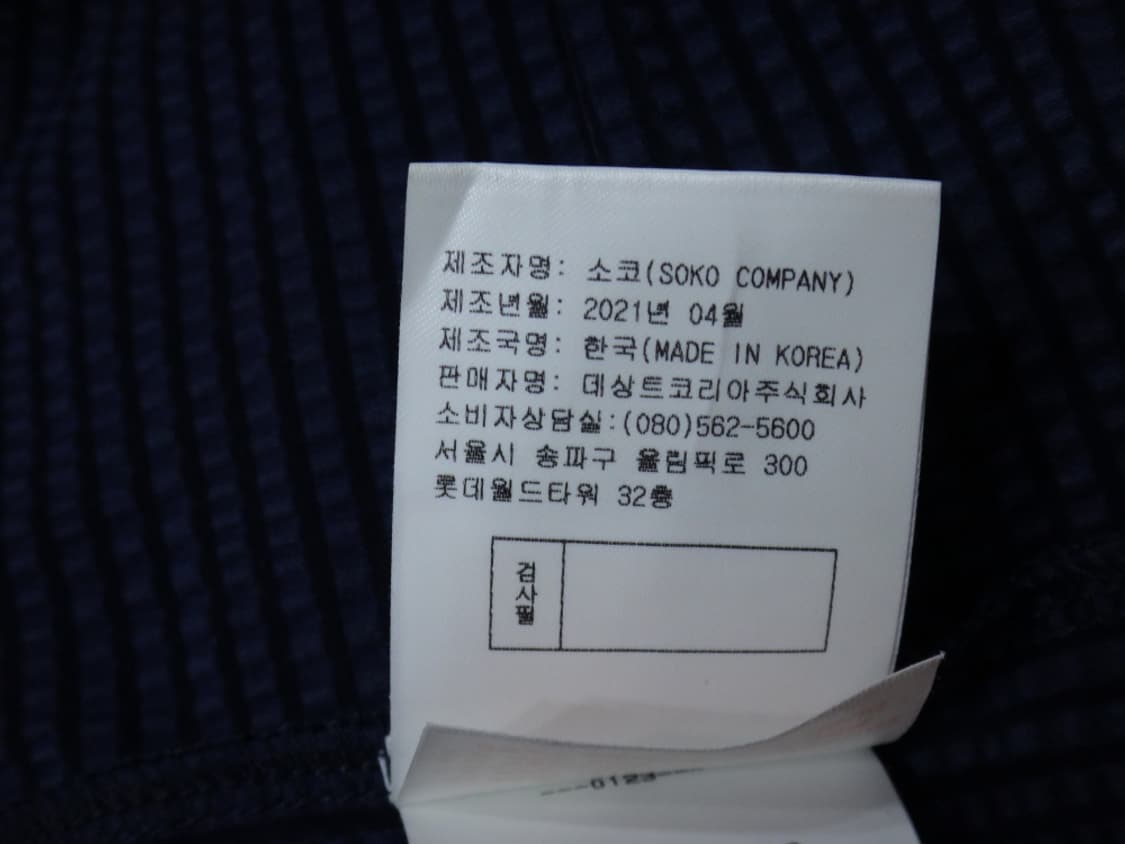 제조자명: 소코(SOKO COMPANY)
제조년월: 2021년 04월
제조국명: 한국(MADE IN KOREA)
판매자명: 데상트코리아주식회사
소비자상담실:(080)562-5600
서울시 송파구 올림픽로 300
롯데월드타워 32층
검사필
---0123---